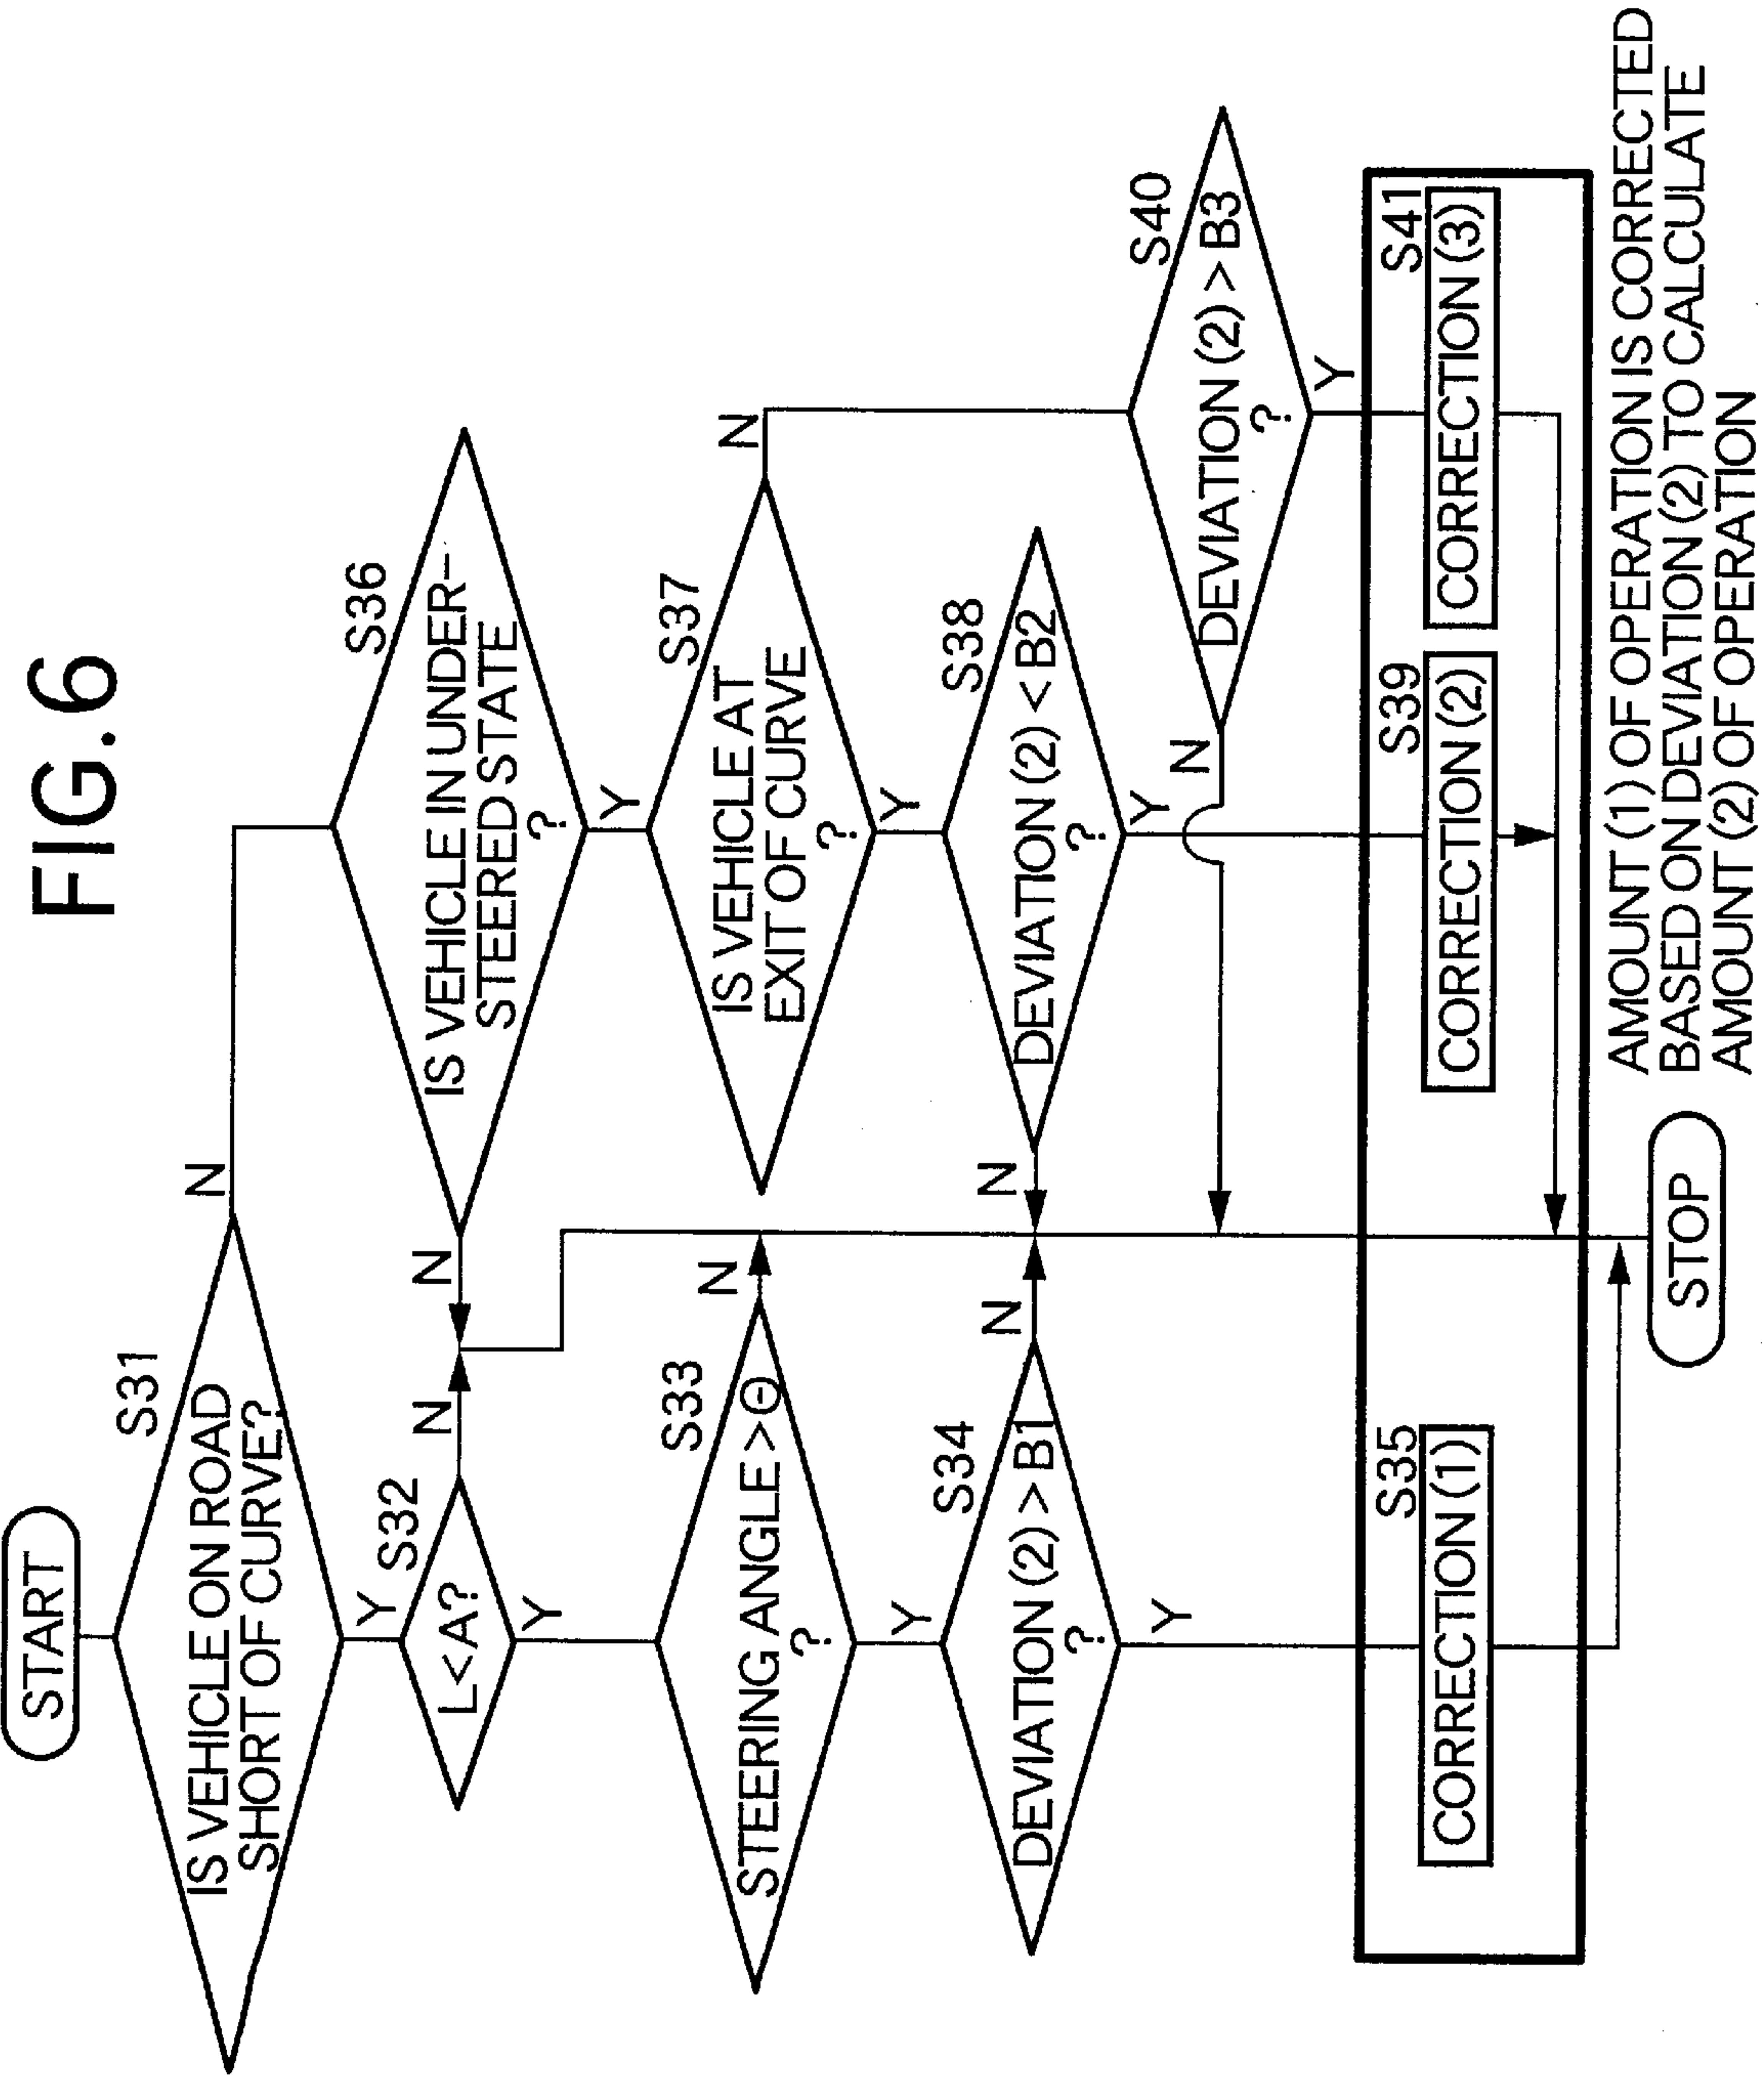 FIG.6
START
S31
IS VEHICLE ON ROAD
SHORT OF CURVE?
N
Y
S32
L<A?
N
Y
S33
STEERING ANGLE >Θ
?
N
Y
S34
DEVIATION (2) > B1
?
N
Y
S35
CORRECTION (1)
S36
IS VEHICLE IN UNDER-
STEERED STATE
?
N
Y
S37
IS VEHICLE AT
EXIT OF CURVE
?
N
Y
S38
DEVIATION (2) < B2
?
N
Y
S39
CORRECTION (2)
S40
DEVIATION (2) > B3
?
N
Y
S41
CORRECTION (3)
STOP
AMOUNT (1) OF OPERATION IS CORRECTED
BASED ON DEVIATION (2) TO CALCULATE
AMOUNT (2) OF OPERATION